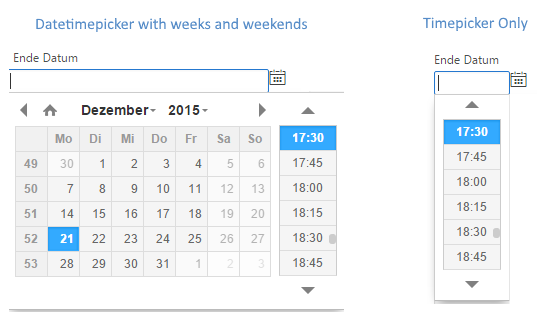 Datetimepicker with weeks and weekends
Ende Datum
Dezember 2015
Mo Di Mi Do Fr Sa So
49 30 1 2 3 4 5 6
50 7 8 9 10 11 12 13
51 14 15 16 17 18 19 20
52 21 22 23 24 25 26 27
53 28 29 30 31 1 2 3
17:30
17:45
18:00
18:15
18:30
18:45
Timepicker Only
Ende Datum
17:30
17:45
18:00
18:15
18:30
18:45